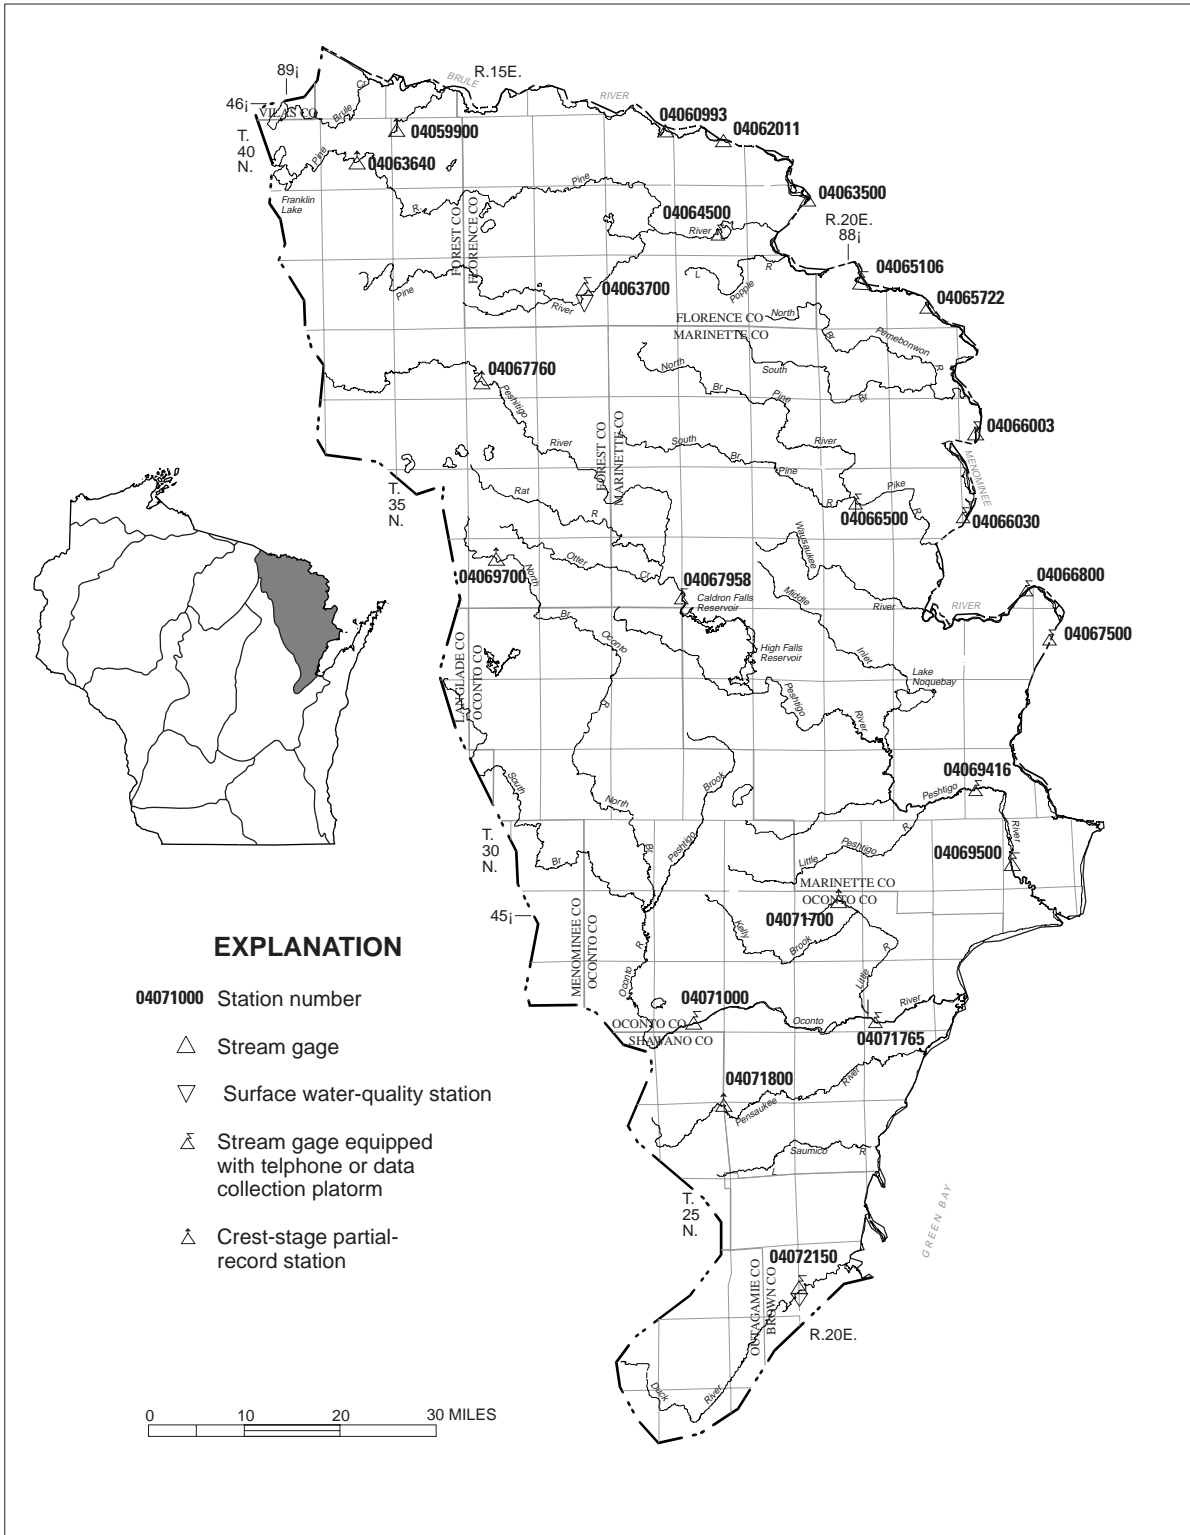 89¡
R.15E.
BRULE
RIVER
46¡
VILAS CO
Brule
Cr
T.
40
N.
04059900
04060993
04062011
Pine
04063640
Franklin
Lake
R.
Pine
04063500
04064500
River
R.20E.
88¡
FOREST CO
FLORENCE CO
04065106
Pine
River
04063700
L
Popple
R
04065722
FLORENCE CO
MARINETTE CO
North
Br
Pemebonwon
R
South
Br
04067760
Peshitigo
River
North
Br
Pine
River
FOREST CO
MARINETTE CO
South
Br
Pine
R
Pike
R
04066003
MENOMINEE
04066500
04066030
T.
35
N.
Rat
R
04069700
Otter
Cr
North
Br
Oconto
R
04067958
Caldron Falls
Reservoir
Wausaukee
River
Middle
Inlet
04066800
RIVER
04067500
High Falls
Reservoir
Lake
Noquebay
LANGLADE CO
OCONTO CO
Peshtigo
River
South
Br
North
Br
Brook
Peshtigo
04069416
Peshtigo
River
T.
30
N.
Little
Peshtigo
R
04069500
MARINETTE CO
OCONTO CO
45¡
04071700
Kelly
Brook
Little
R
MENOMINEE CO
OCONTO CO
Oconto
R
04071000
OCONTO CO
SHAWANO CO
Oconto
River
04071765
04071800
Pensaukee
River
Saumico
R
L
T.
25
N.
GREEN BAY
04072150
OUTAGAMIE CO
BROWN CO
R.20E.
Duck
River
EXPLANATION
04071000 Station number
Stream gage
Surface water-quality station
Stream gage equipped
with telphone or data
collection platorm
Crest-stage partial-
record station
0 10 20 30 MILES